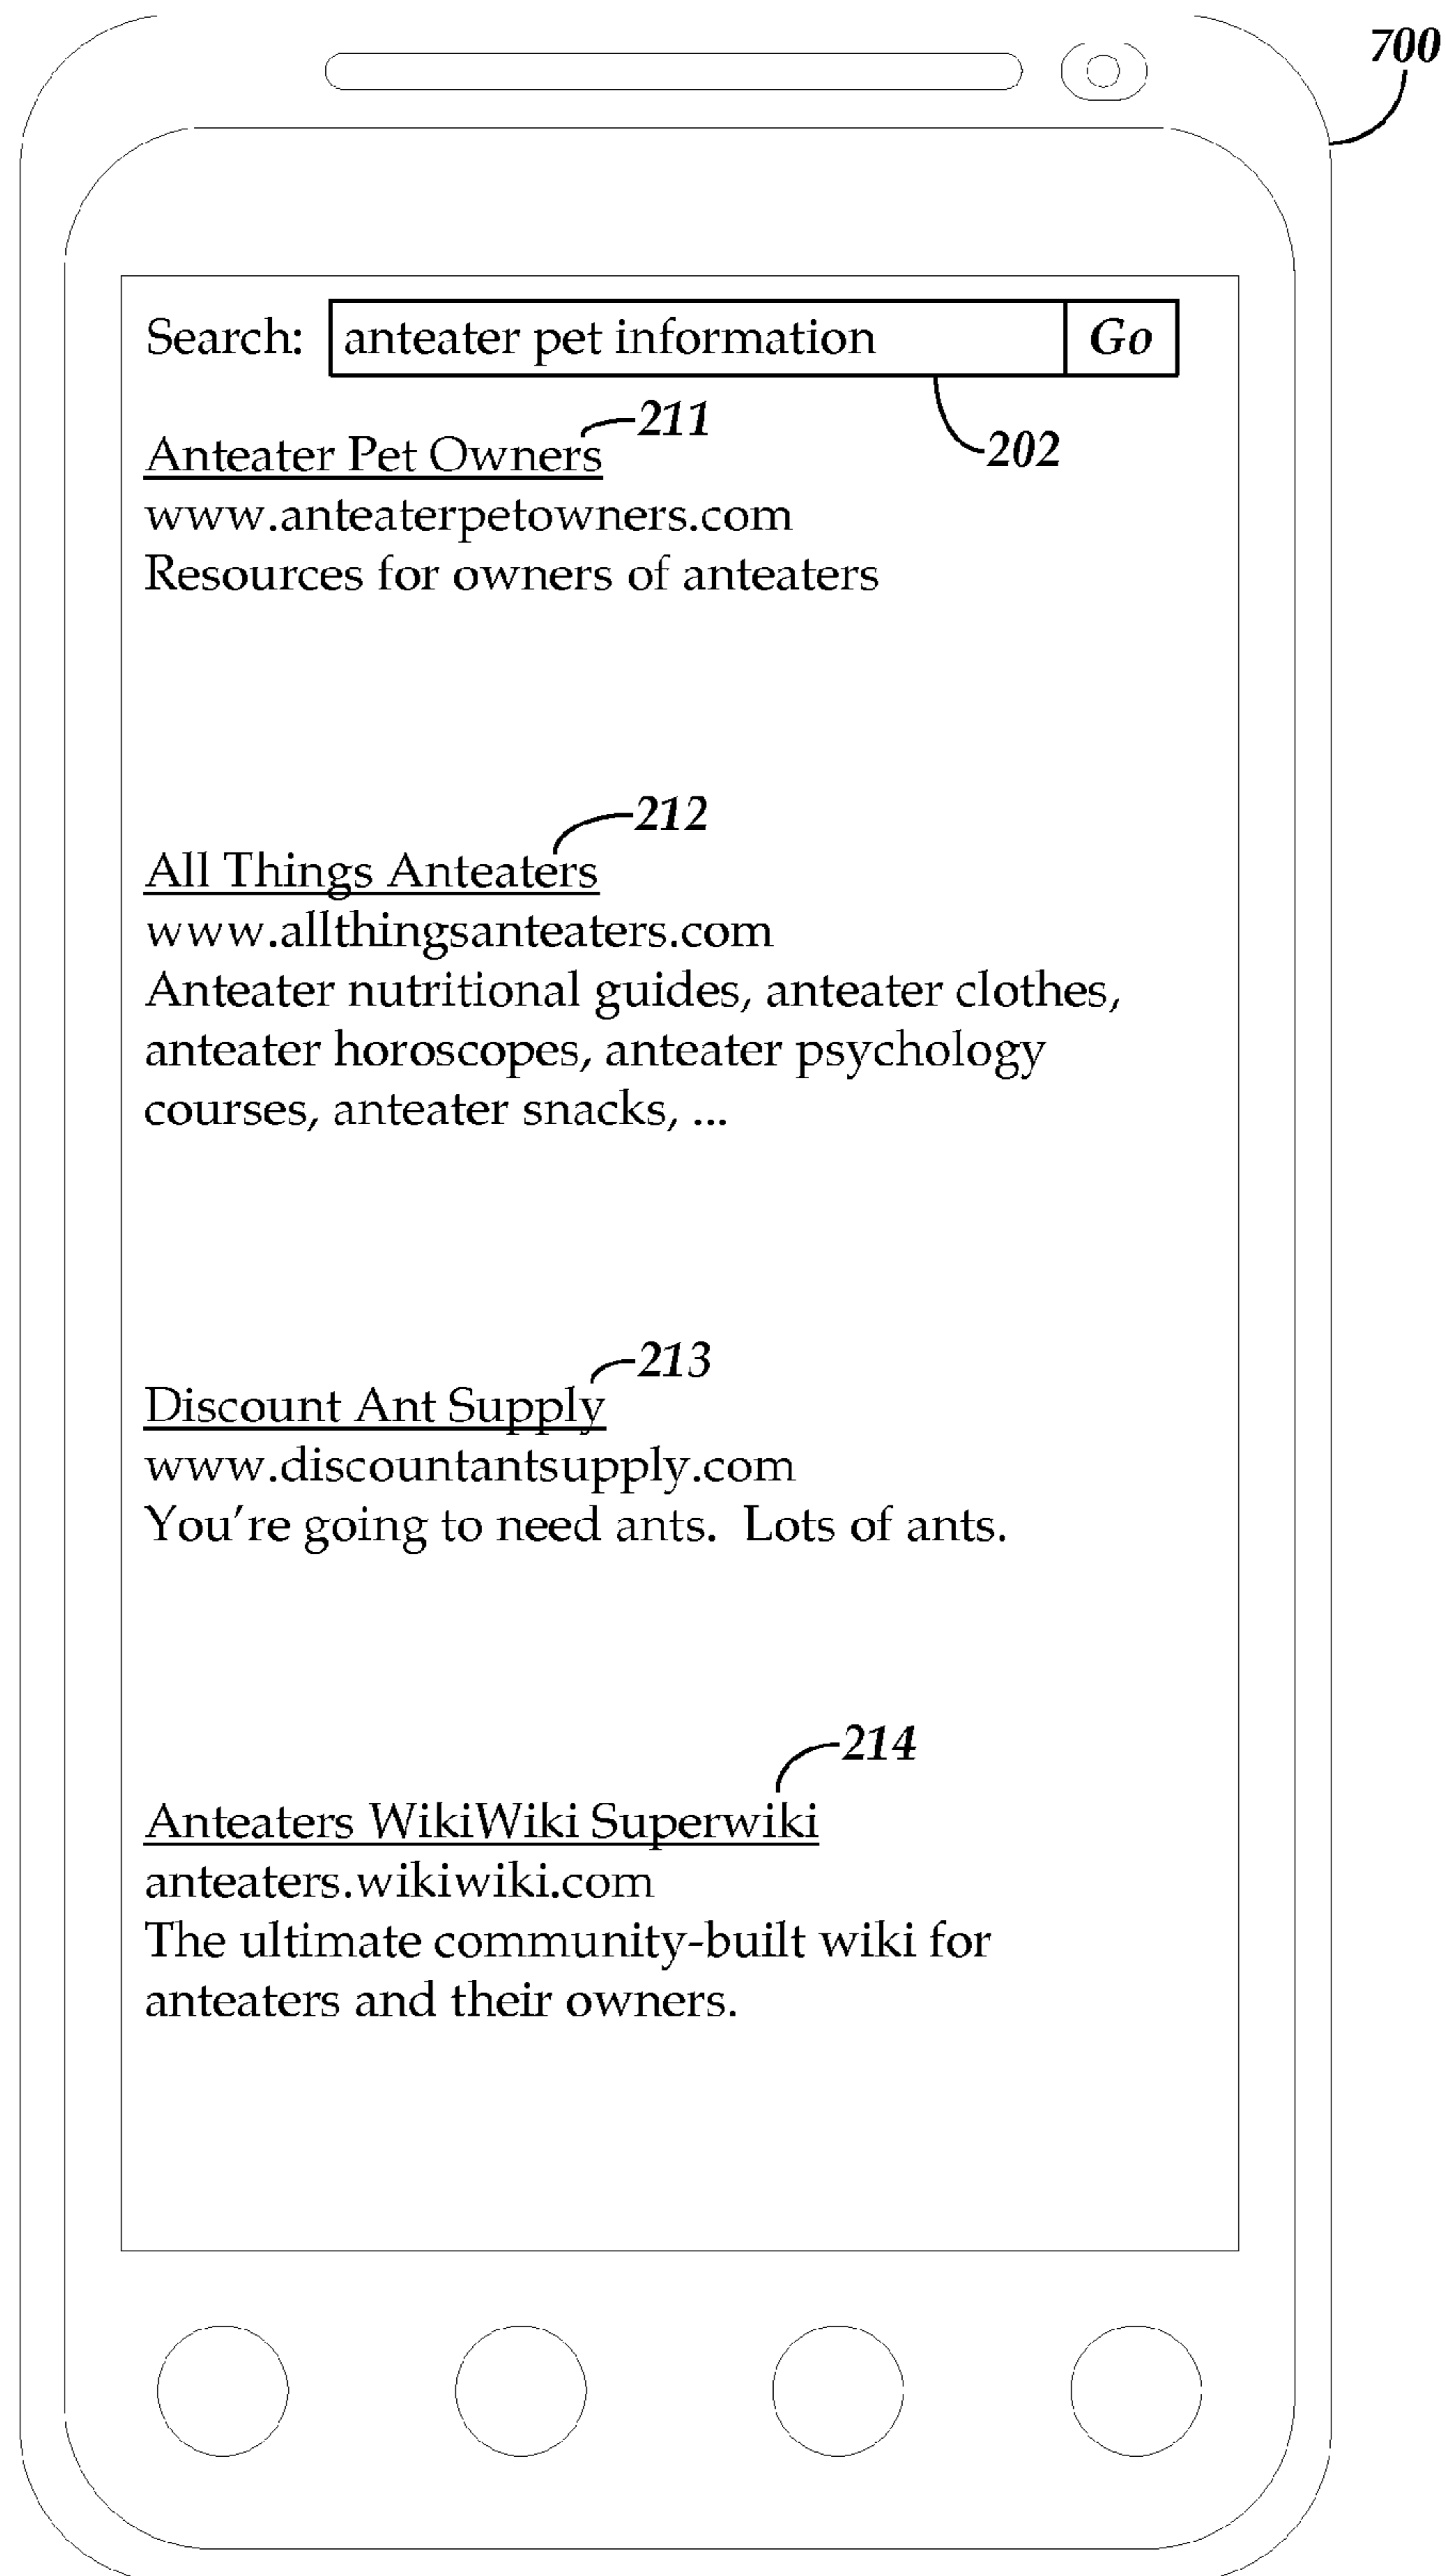 700
Search: anteater pet information Go
211
202
Anteater Pet Owners
www.anteaterpetowners.com
Resources for owners of anteaters
212
All Things Anteaters
www.allthingsanteaters.com
Anteater nutritional guides, anteater clothes,
anteater horoscopes, anteater psychology
courses, anteater snacks, ...
213
Discount Ant Supply
www.discountantsupply.com
You're going to need ants.  Lots of ants.
214
Anteaters WikiWiki Superwiki
anteaters.wikiwiki.com
The ultimate community-built wiki for
anteaters and their owners.